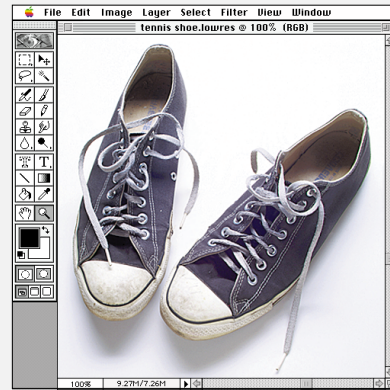 File Edit Image Layer Select Filter View Window
tennis shoe.lowres @ 100% (RGB)
T
T
100% 9.27M/7.26M